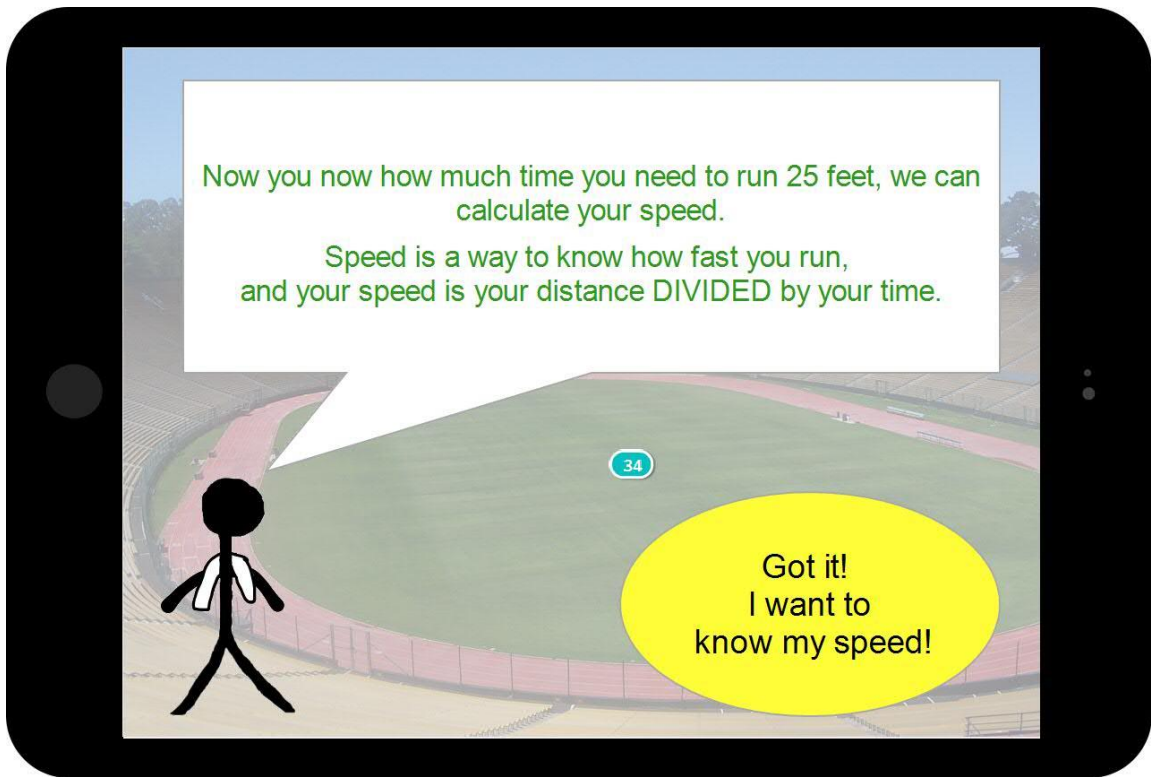 Now you now how much time you need to run 25 feet, we can
calculate your speed.
Speed is a way to know how fast you run,
and your speed is your distance DIVIDED by your time.
34
Got it!
I want to
know my speed!